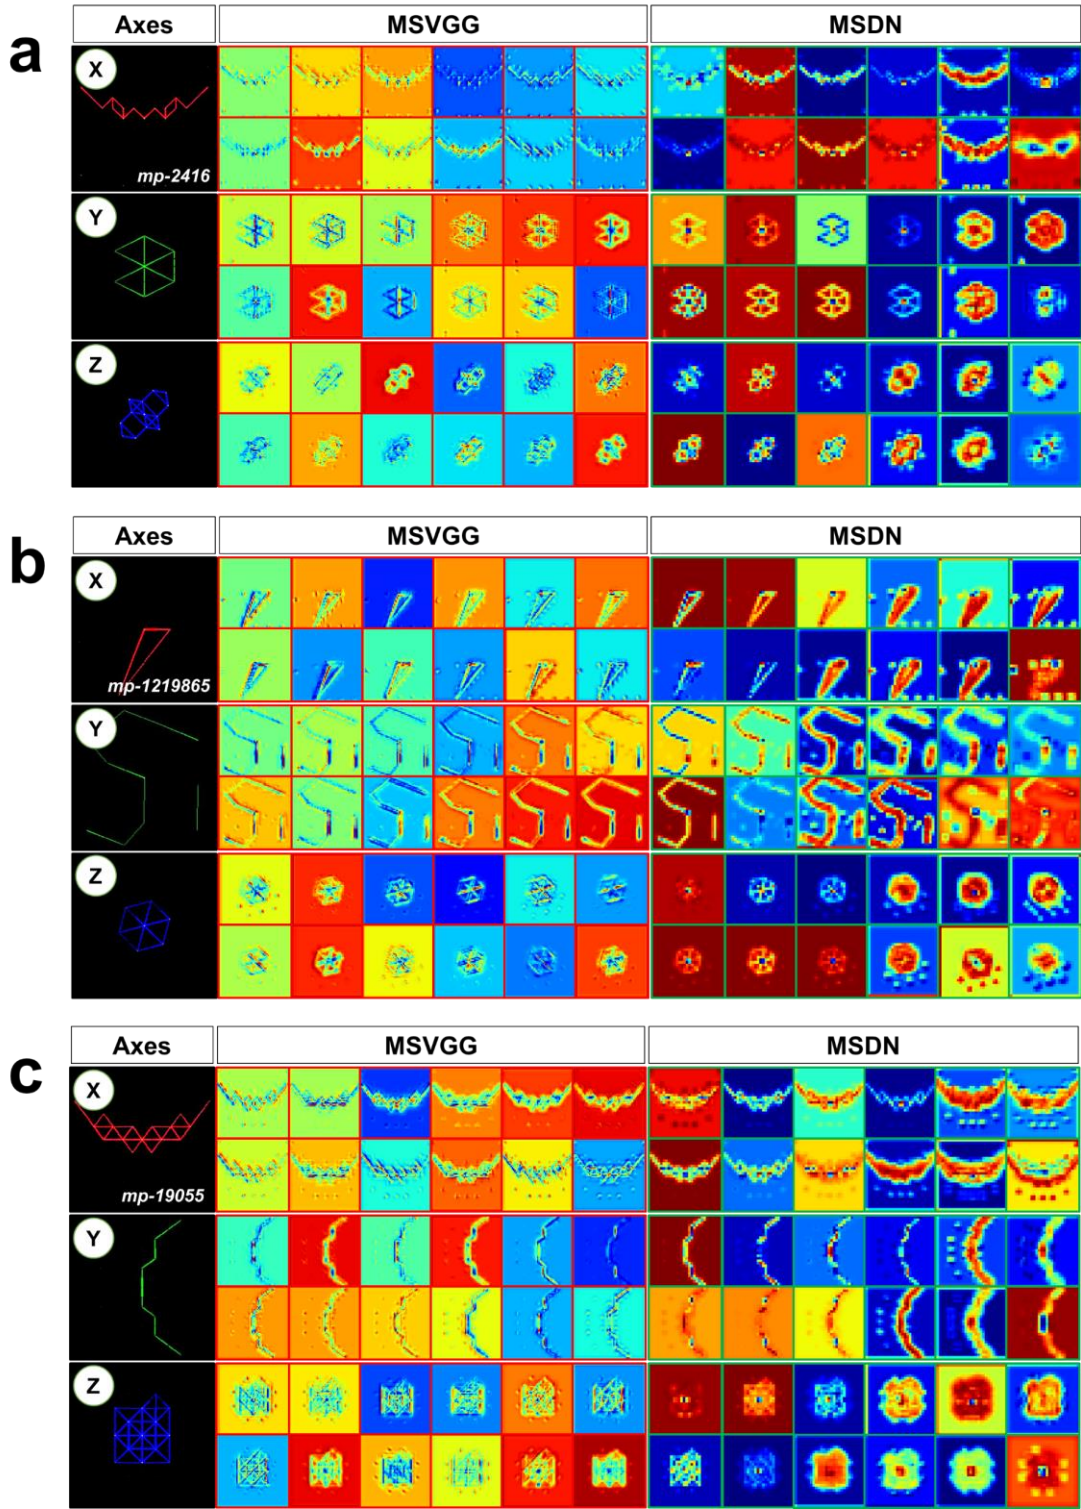 a
Axes MSVGG MSDN
X
mp-2416
Y
Z
b
Axes MSVGG MSDN
X
mp-1219865
Y
Z
c
Axes MSVGG MSDN
X
mp-19055
Y
Z